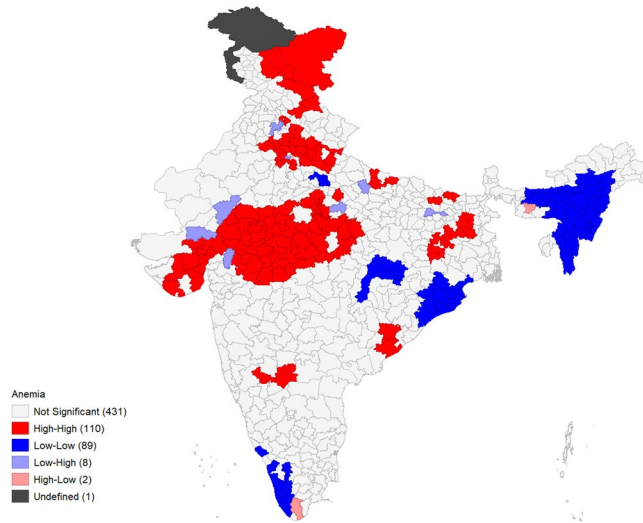 Anemia
Not Significant (431)
High-High (110)
Low-Low (89)
Low-High (8)
High-Low (2)
Undefined (1)